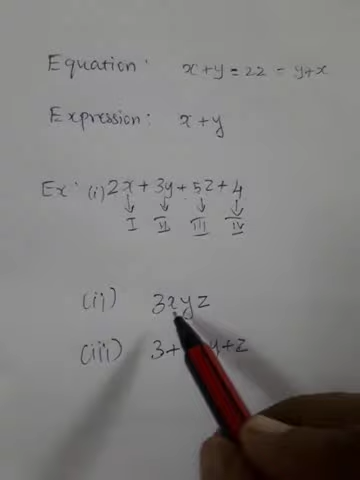 Equation: x+y = 22 = y+x
Expression: x+y
Ex: (i) 2x + 3y + 5z + 4
I II III IV
(ii) 3xyz
(iii) 3+ y+z